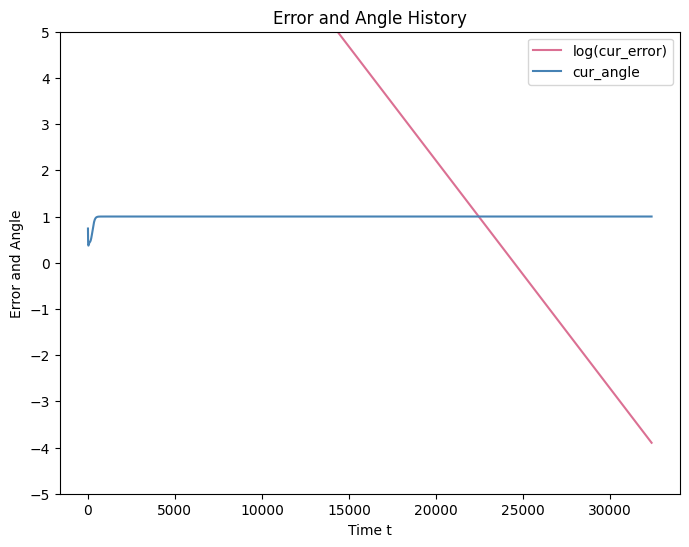 Error and Angle History
log(cur_error)
cur_angle
Error and Angle
5
4
3
2
1
0
−1
−2
−3
−4
−5
0 5000 10000 15000 20000 25000 30000
Time t